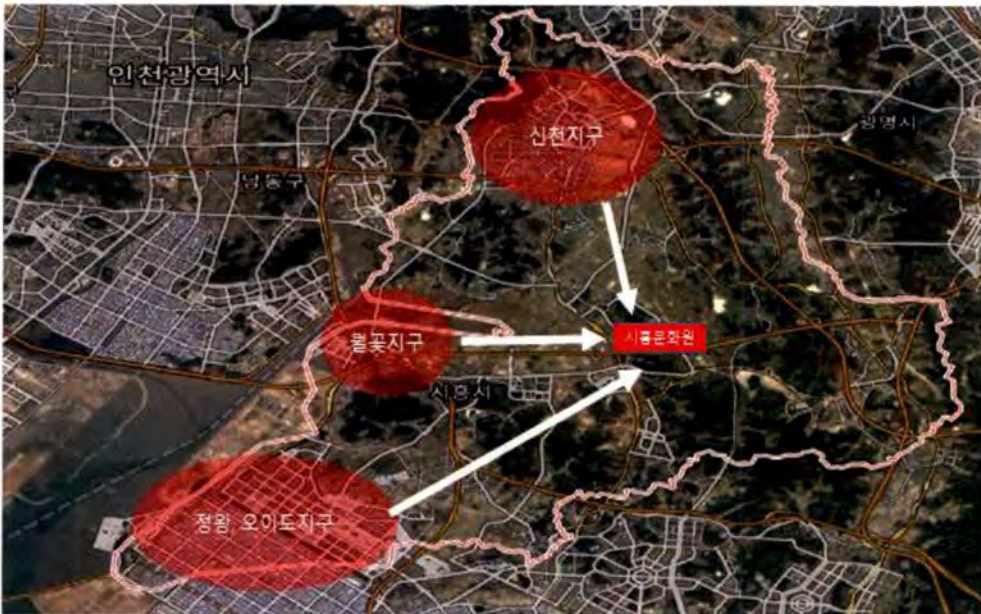 인천광역시
신천지구
광명시
남동구
시흥문화원
월곶지구
시흥시
정왕 오이도지구